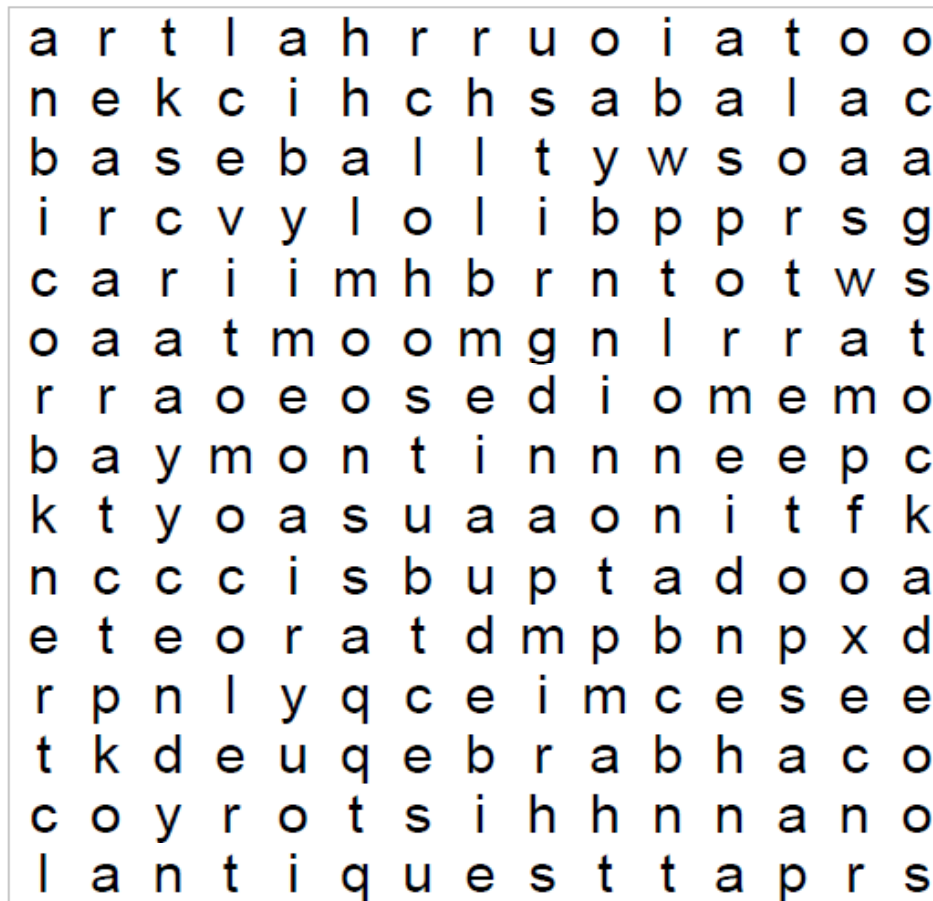 a r t l a h r r u o i a t o o
n e k c i h c h s a b a l a c
b a s e b a l l t y w s o a a
i r c v y l o l i b p p r s g
c a r i i m h b r n t o t w s
o a a t m o o m g n l r r a t
r r a o e o s e d i o m e m o
b a y m o n t i n n n e e p c
k t y o a s u a a o n i t f k
n c c c i s b u p t a d o o a
e t e o r a t d m p b n p x d
r p n l y q c e i m c e s e e
t k d e u q e b r a b h a c o
c o y r o t s i h h n n a n o
l a n t i q u e s t t a p r s